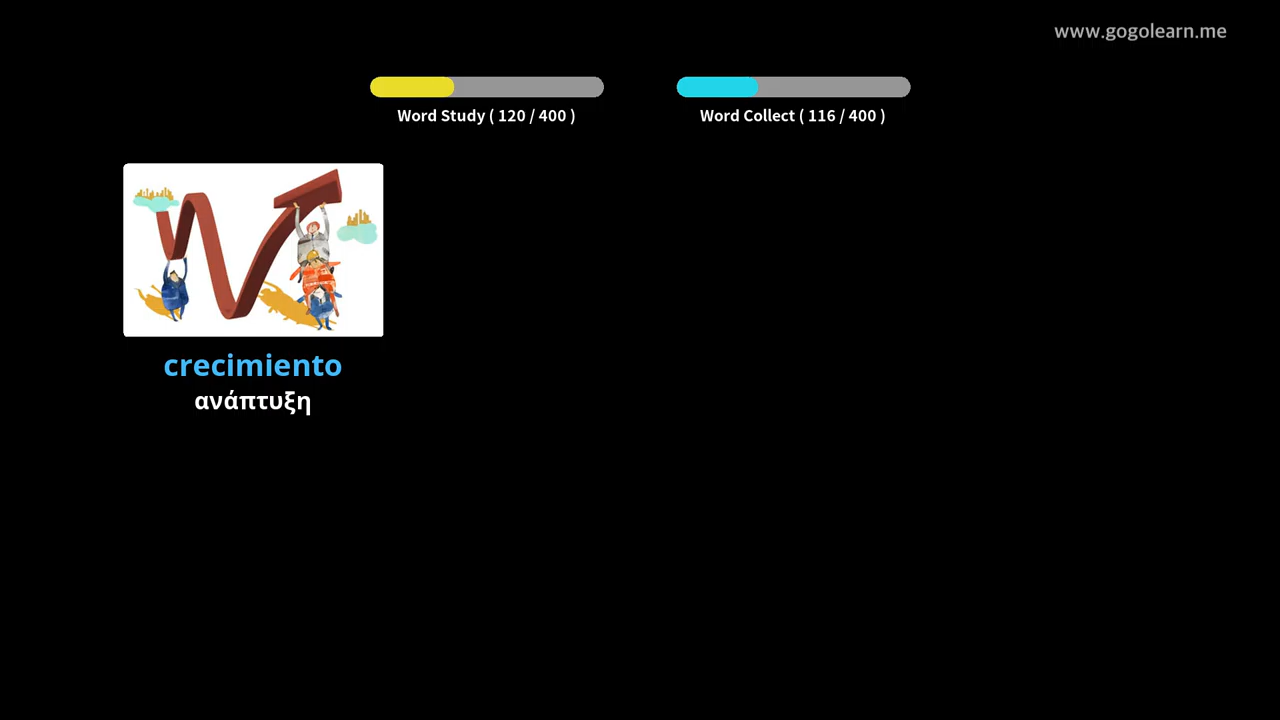 www.gogolearn.me
Word Study ( 120 / 400 )
Word Collect ( 116 / 400 )
crecimiento
ανάπτυξη